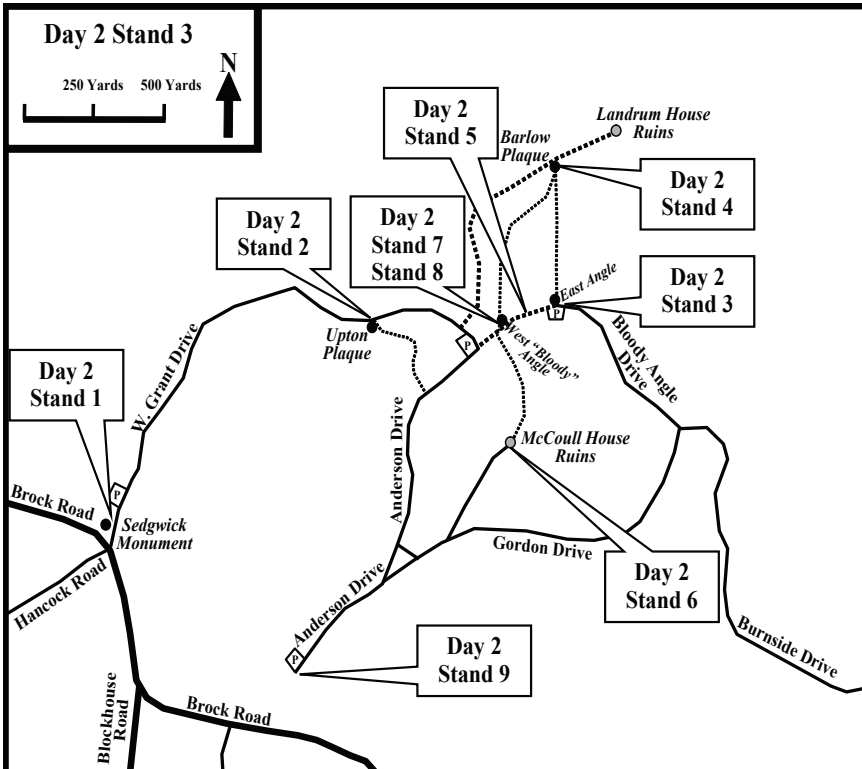 Day 2 Stand 3
250 Yards 500 Yards
N
Landrum House
Ruins
Day 2
Stand 5
Barlow
Plaque
Day 2
Stand 4
Day 2
Stand 2
Day 2
Stand 7
Stand 8
East Angle
P
Day 2
Stand 3
Upton
Plaque
P
West "Bloody"
Angle
Bloody Angle
Drive
W. Grant Drive
Day 2
Stand 1
Anderson Drive
McCoull House
Ruins
P
Brock Road
Sedgwick
Monument
Hancock Road
Gordon Drive
Day 2
Stand 6
Anderson Drive
P
Day 2
Stand 9
Burnside Drive
Brock Road
Blockhouse
Road